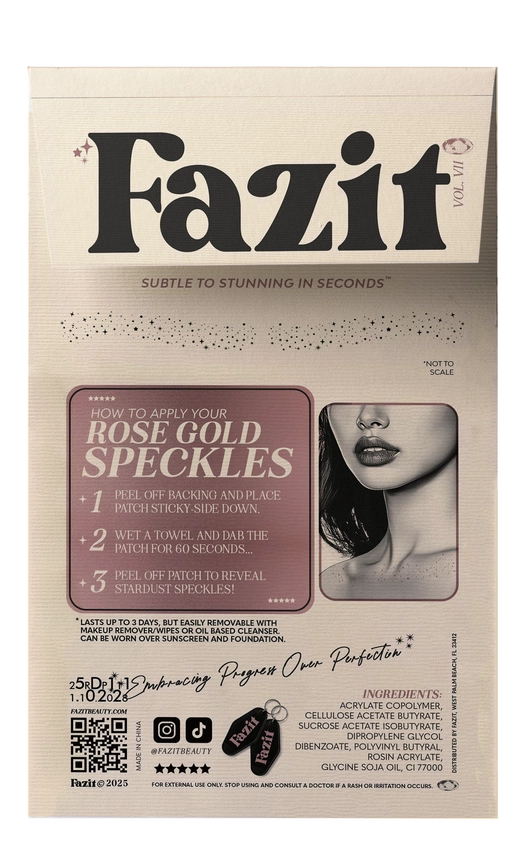 Fazit
VOL. VII
SUBTLE TO STUNNING IN SECONDS™
*NOT TO
SCALE
HOW TO APPLY YOUR
ROSE GOLD
SPECKLES
1 PEEL OFF BACKING AND PLACE
PATCH STICKY-SIDE DOWN.
2 WET A TOWEL AND DAB THE
PATCH FOR 60 SECONDS...
3 PEEL OFF PATCH TO REVEAL
STARDUST SPECKLES!
*LASTS UP TO 3 DAYS, BUT EASILY REMOVABLE WITH
MAKEUP REMOVER/WIPES OR OIL BASED CLEANSER.
CAN BE WORN OVER SUNSCREEN AND FOUNDATION.
Embracing Progress Over Perfection
FAZITBEAUTY.COM
MADE IN CHINA
@FAZITBEAUTY
Fazit
Fazit
INGREDIENTS:
ACRYLATE COPOLYMER,
CELLULOSE ACETATE BUTYRATE,
SUCROSE ACETATE ISOBUTYRATE,
DIPROPYLENE GLYCOL
DIBENZOATE, POLYVINYL BUTYRAL,
ROSIN ACRYLATE,
GLYCINE SOJA OIL, CI 77000
DISTRIBUTED BY FAZIT, WEST PALM BEACH, FL 33412
Fazit © 2025
FOR EXTERNAL USE ONLY. STOP USING AND CONSULT A DOCTOR IF A RASH OR IRRITATION OCCURS.